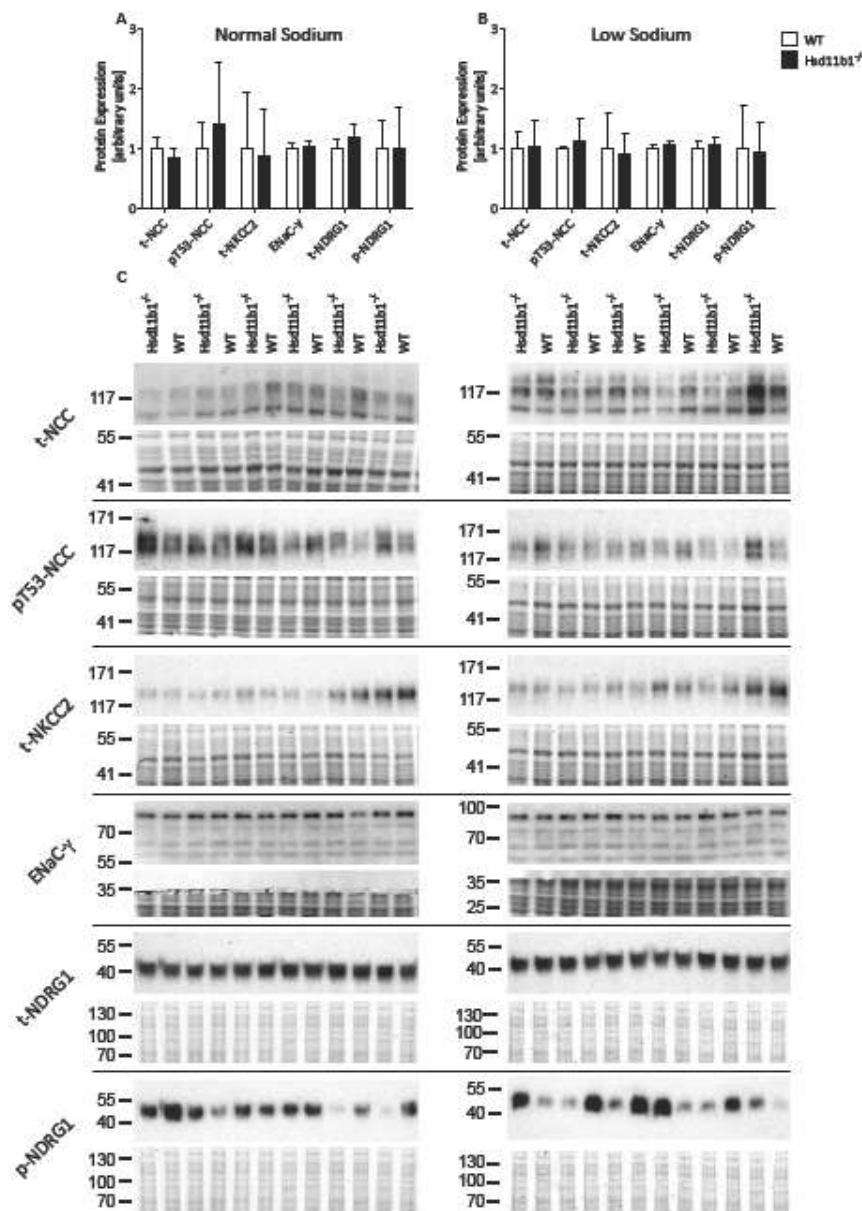 A
Normal Sodium
3
2
1
0
Protein Expression
[arbitrary units]
t-NCC
pT53-NCC
t-NKCC2
ENaC-γ
t-NDRG1
p-NDRG1
B
Low Sodium
3
2
1
0
Protein Expression
[arbitrary units]
t-NCC
pT53-NCC
t-NKCC2
ENaC-γ
t-NDRG1
p-NDRG1
WT
Hsd11b1-/-
C
Hsd11b1-/- WT Hsd11b1-/- WT Hsd11b1-/- WT Hsd11b1-/- WT Hsd11b1-/- WT Hsd11b1-/- WT
Hsd11b1-/- WT Hsd11b1-/- WT Hsd11b1-/- WT Hsd11b1-/- WT Hsd11b1-/- WT Hsd11b1-/- WT
t-NCC
117
55
41
117
55
41
pT53-NCC
171
117
55
41
171
117
55
41
t-NKCC2
171
117
55
41
171
117
55
41
ENaC-γ
70
55
35
100
70
35
25
t-NDRG1
55
40
130
100
70
55
40
130
100
70
p-NDRG1
55
40
130
100
70
55
40
130
100
70